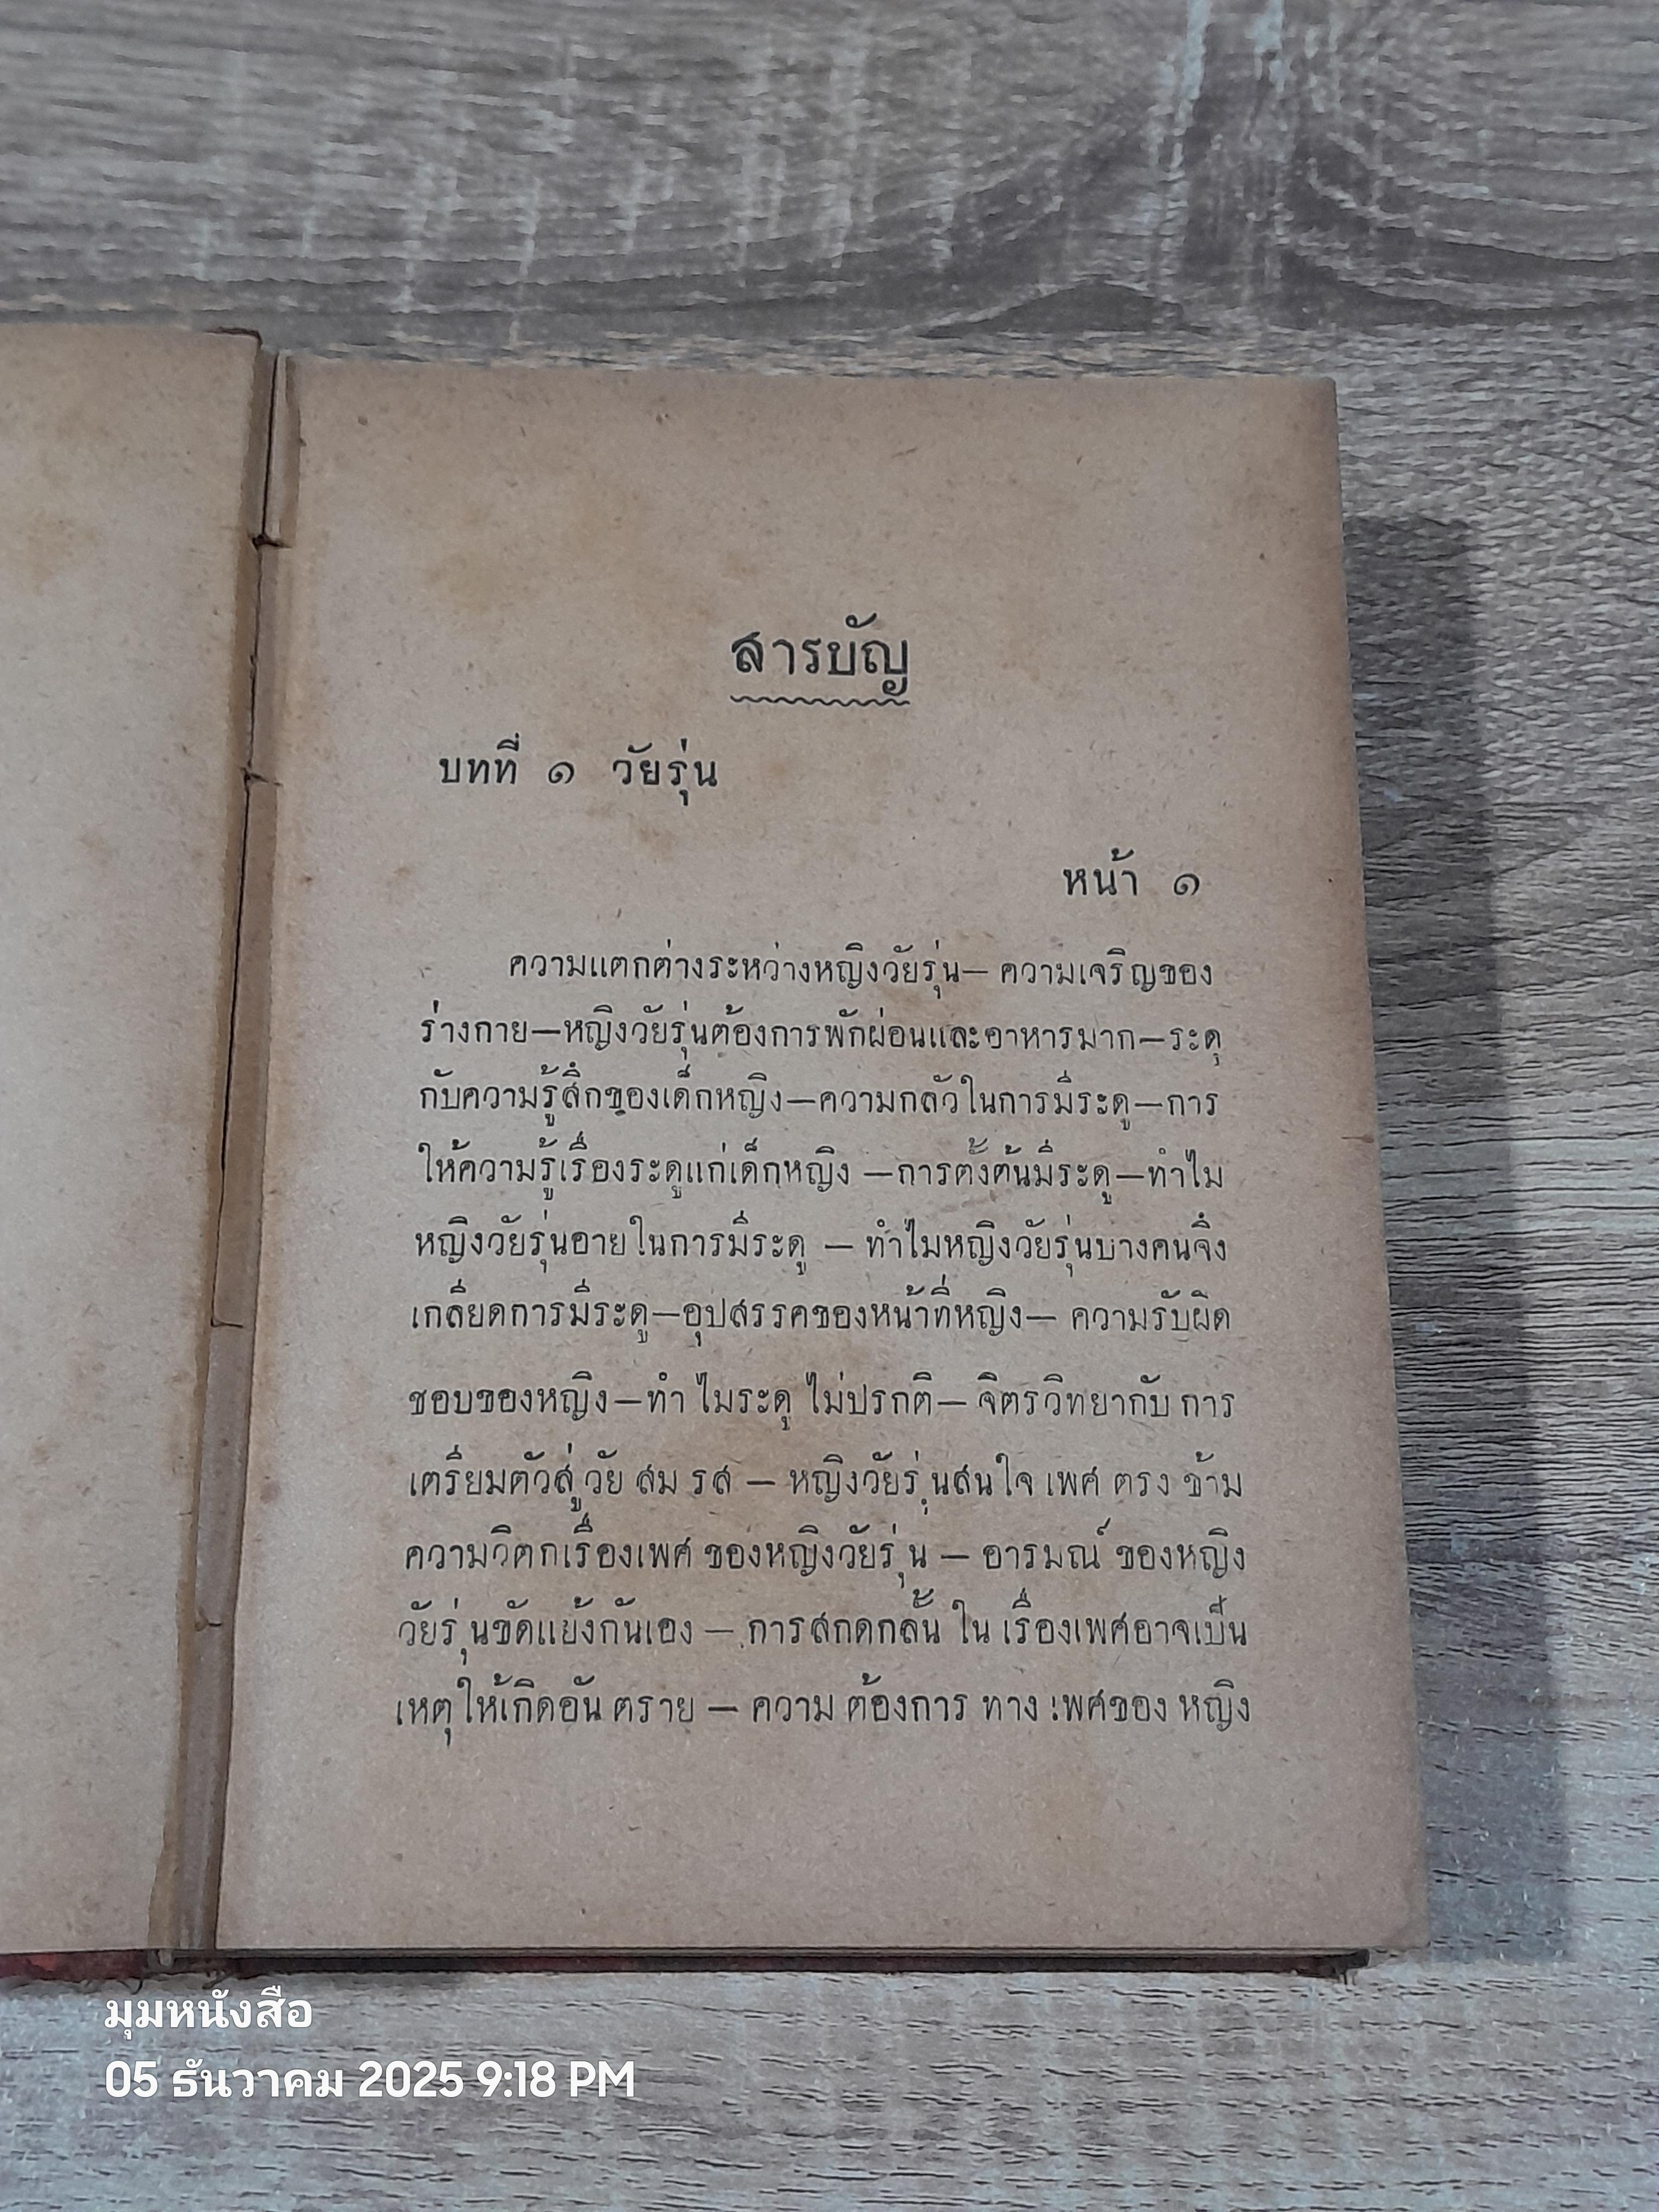 สารบัญ
บทที่ ๑ วัยรุ่น
หน้า ๑
ความแตกต่างระหว่างหญิงวัยรุ่น— ความเจริญของ
ร่างกาย—หญิงวัยรุ่นต้องการพักผ่อนและอาหารมาก—ระดู
กับความรู้สึกของเด็กหญิง—ความกลัวในการมีระดู—การ
ให้ความรู้เรื่องระดูแก่เด็กหญิง —การตั้งต้นมีระดู—ทำไม
หญิงวัยรุ่นอายในการมีระดู — ทำไมหญิงวัยรุ่นบางคนจึง
เกลียดการมีระดู—อุปสรรคของหน้าที่หญิง— ความรับผิด
ชอบของหญิง—ทำไมระดูไม่ปรกติ— จิตรวิทยากับ การ
เตรียมตัวสู่วัย สม รส — หญิงวัยรุ่นสนใจ เพศ ตรง ข้าม
ความวิตกเรื่องเพศ ของหญิงวัยรุ่น — อารมณ์ ของหญิง
วัยรุ่นขัดแย้งกันเอง — การสกดกลั้น ใน เรื่องเพศอาจเป็น
เหตุให้เกิดอัน ตราย — ความ ต้องการ ทาง เพศของ หญิง
มุมหนังสือ
05 ธันวาคม 2025 9:18 PM